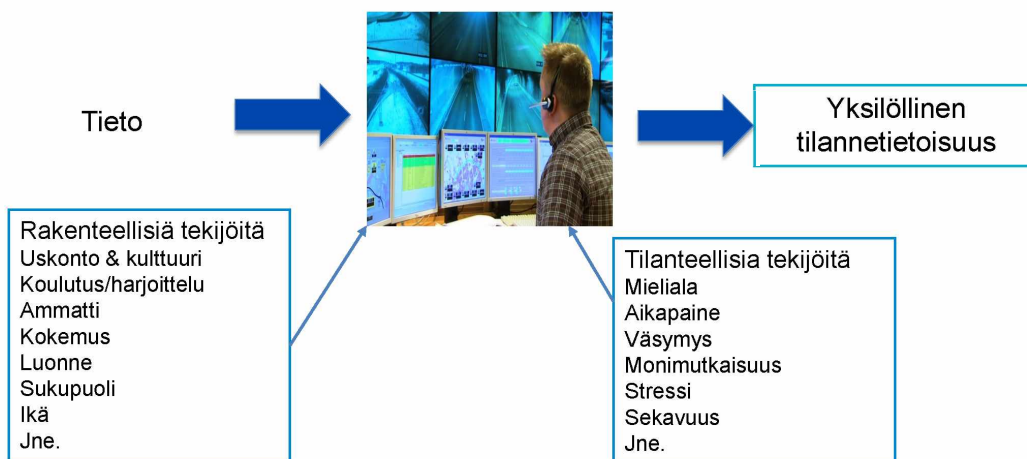 Tieto
Yksilöllinen
tilannetietoisuus
Rakenteellisiä tekijöitä
Uskonto & kulttuuri
Koulutus/harjoittelu
Ammatti
Kokemus
Luonne
Sukupuoli
Ikä
Jne.
Tilanteellisia tekijöitä
Mieliala
Aikapaine
Väsymys
Monimutkaisuus
Stressi
Sekavuus
Jne.